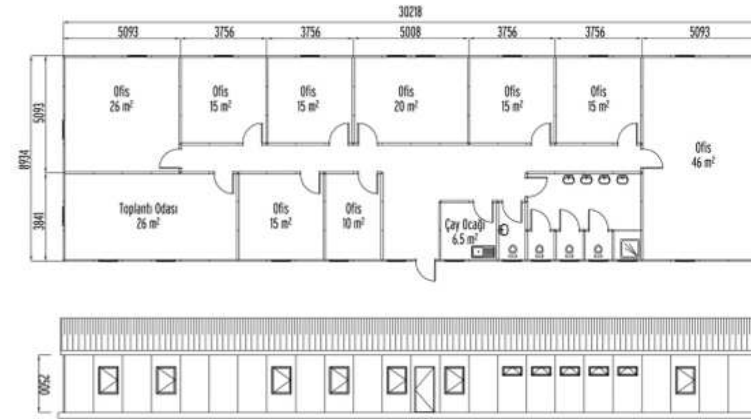 30218
5093 3756 3756 5008 3756 3756 5093
8934
5093
3841
Ofis
26 m²
Ofis
15 m²
Ofis
15 m²
Ofis
20 m²
Ofis
15 m²
Ofis
15 m²
Ofis
46 m²
Toplantı Odası
26 m²
Ofis
15 m²
Ofis
10 m²
Çay Ocağı
6.5 m²
2500